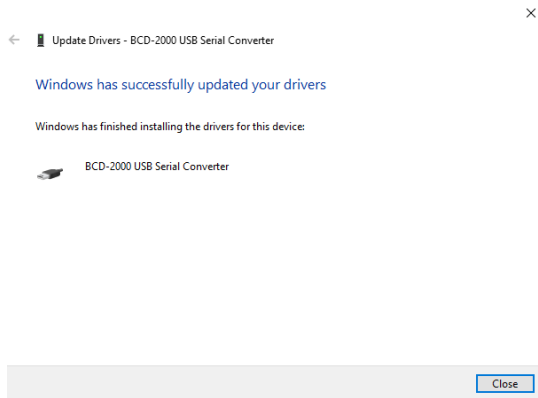 Update Drivers - BCD-2000 USB Serial Converter
Windows has successfully updated your drivers
Windows has finished installing the drivers for this device:
BCD-2000 USB Serial Converter
Close